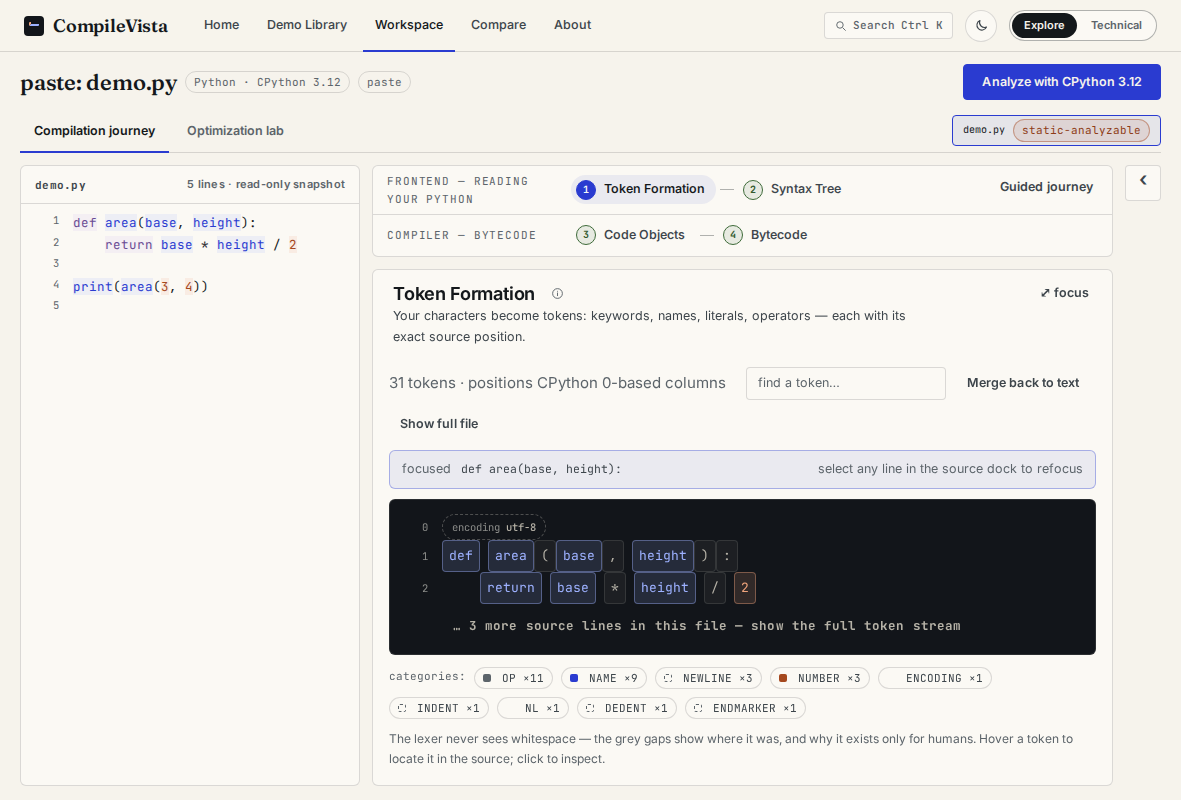 CompileVista Home Demo Library Workspace Compare About Search Ctrl K Explore Technical
paste: demo.py Python · CPython 3.12 paste Analyze with CPython 3.12
Compilation journey Optimization lab demo.py static-analyzable
demo.py 5 lines · read-only snapshot
1 def area(base, height):
2 return base * height / 2
3
4 print(area(3, 4))
5
FRONTEND — READING
YOUR PYTHON
1 Token Formation — 2 Syntax Tree
Guided journey
COMPILER — BYTECODE 3 Code Objects — 4 Bytecode
Token Formation
⤢ focus
Your characters become tokens: keywords, names, literals, operators — each with its
exact source position.
31 tokens · positions CPython 0-based columns find a token… Merge back to text
Show full file
focused def area(base, height): select any line in the source dock to refocus
0 encoding utf-8
1 def area ( base , height ) :
2 return base * height / 2
… 3 more source lines in this file — show the full token stream
categories: OP ×11 NAME ×9 NEWLINE ×3 NUMBER ×3 ENCODING ×1
INDENT ×1 NL ×1 DEDENT ×1 ENDMARKER ×1
The lexer never sees whitespace — the grey gaps show where it was, and why it exists only for humans. Hover a token to
locate it in the source; click to inspect.